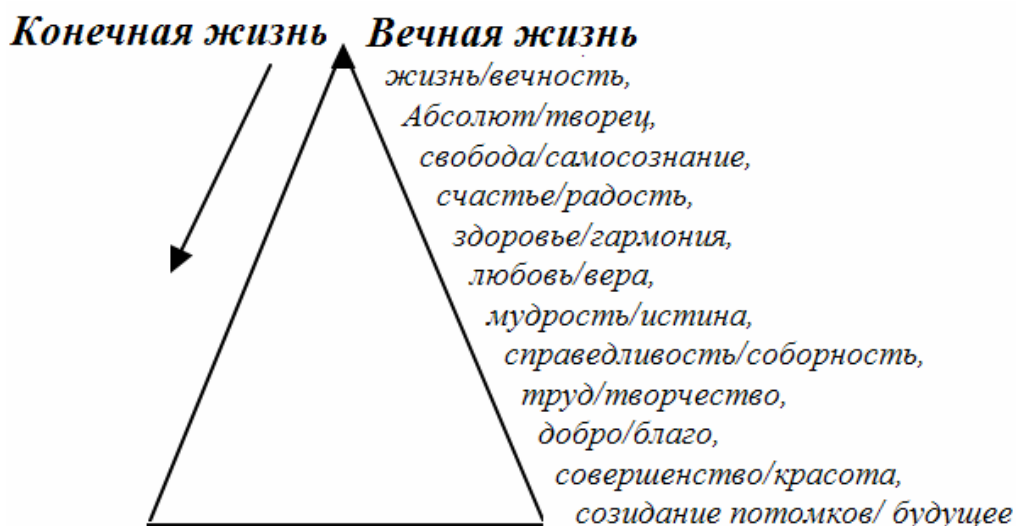 Конечная жизнь Вечная жизнь
жизнь/вечность,
Абсолют/творец,
свобода/самосознание,
счастье/радость,
здоровье/гармония,
любовь/вера,
мудрость/истина,
справедливость/соборность,
труд/творчество,
добро/благо,
совершенство/красота,
созидание потомков/ будущее